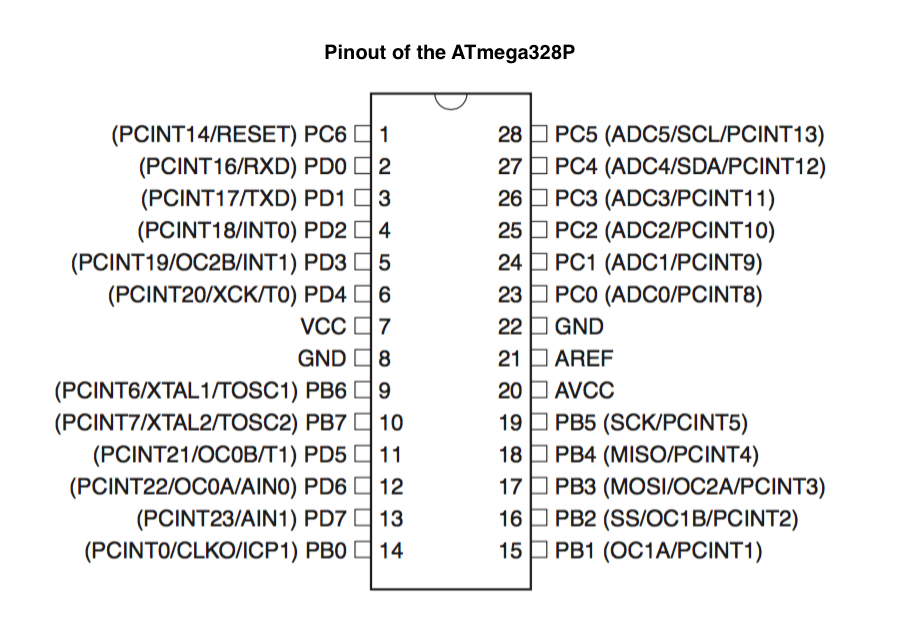 Pinout of the ATmega328P
(PCINT14/RESET) PC6 1 28 PC5 (ADC5/SCL/PCINT13)
(PCINT16/RXD) PD0 2 27 PC4 (ADC4/SDA/PCINT12)
(PCINT17/TXD) PD1 3 26 PC3 (ADC3/PCINT11)
(PCINT18/INT0) PD2 4 25 PC2 (ADC2/PCINT10)
(PCINT19/OC2B/INT1) PD3 5 24 PC1 (ADC1/PCINT9)
(PCINT20/XCK/T0) PD4 6 23 PC0 (ADC0/PCINT8)
VCC 7 22 GND
GND 8 21 AREF
(PCINT6/XTAL1/TOSC1) PB6 9 20 AVCC
(PCINT7/XTAL2/TOSC2) PB7 10 19 PB5 (SCK/PCINT5)
(PCINT21/OC0B/T1) PD5 11 18 PB4 (MISO/PCINT4)
(PCINT22/OC0A/AIN0) PD6 12 17 PB3 (MOSI/OC2A/PCINT3)
(PCINT23/AIN1) PD7 13 16 PB2 (SS/OC1B/PCINT2)
(PCINT0/CLKO/ICP1) PB0 14 15 PB1 (OC1A/PCINT1)